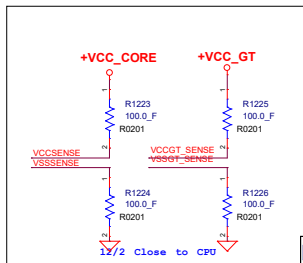 +VCC_CORE
+VCC_GT
1
R1223
100.0_F
R0201
2
1
R1225
100.0_F
R0201
2
VCCSENSE
VSSSENSE
VCCGT_SENSE
VSSGT_SENSE
1
R1224
100.0_F
R0201
2
1
R1226
100.0_F
R0201
2
12/2 Close to CPU